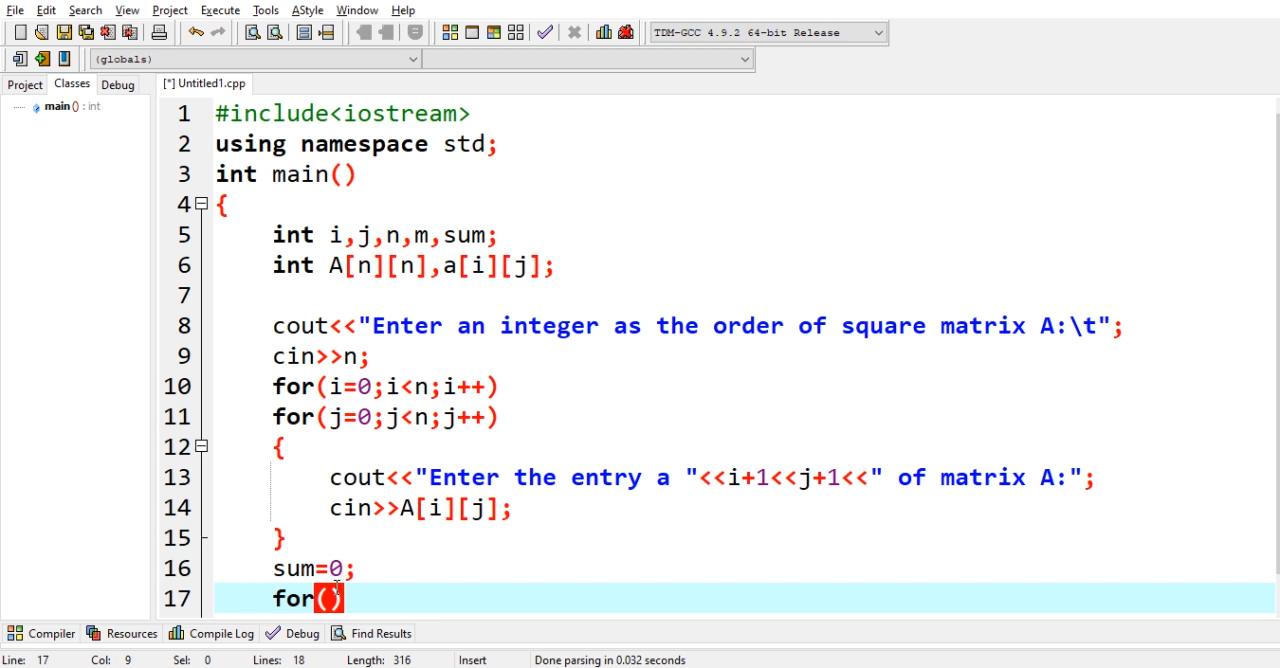 File Edit Search View Project Execute Tools AStyle Window Help
TDM-GCC 4.9.2 64-bit Release
(globals)
Project Classes Debug [*] Untitled1.cpp
main () : int
1 #include<iostream>
2 using namespace std;
3 int main()
4 {
5 int i,j,n,m,sum;
6 int A[n][n],a[i][j];
7
8 cout<<"Enter an integer as the order of square matrix A:\t";
9 cin>>n;
10 for(i=0;i<n;i++)
11 for(j=0;j<n;j++)
12 {
13 cout<<"Enter the entry a "<<i+1<<j+1<<" of matrix A:";
14 cin>>A[i][j];
15 }
16 sum=0;
17 for()
Compiler Resources Compile Log Debug Find Results
Line: 17 Col: 9 Sel: 0 Lines: 18 Length: 316 Insert Done parsing in 0.032 seconds